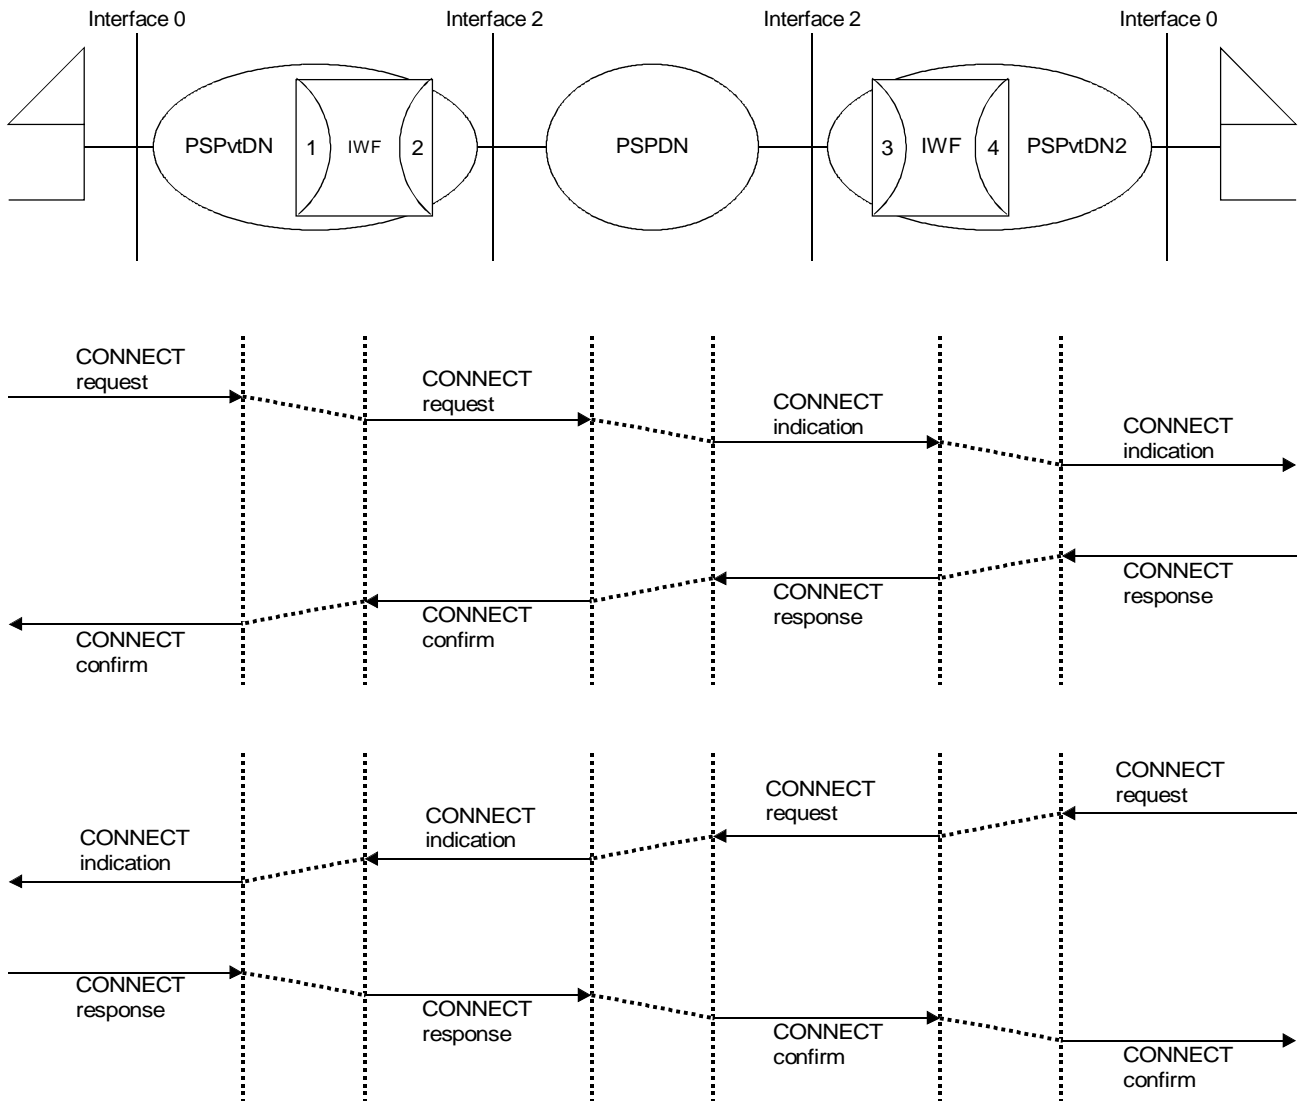 Interface 0
Interface 2
Interface 2
Interface 0
PSPvtDN
1
IWF
2
PSPDN
3
IWF
4
PSPvtDN2
CONNECT
request
CONNECT
request
CONNECT
indication
CONNECT
indication
CONNECT
confirm
CONNECT
confirm
CONNECT
response
CONNECT
response
CONNECT
indication
CONNECT
indication
CONNECT
request
CONNECT
request
CONNECT
response
CONNECT
response
CONNECT
confirm
CONNECT
confirm